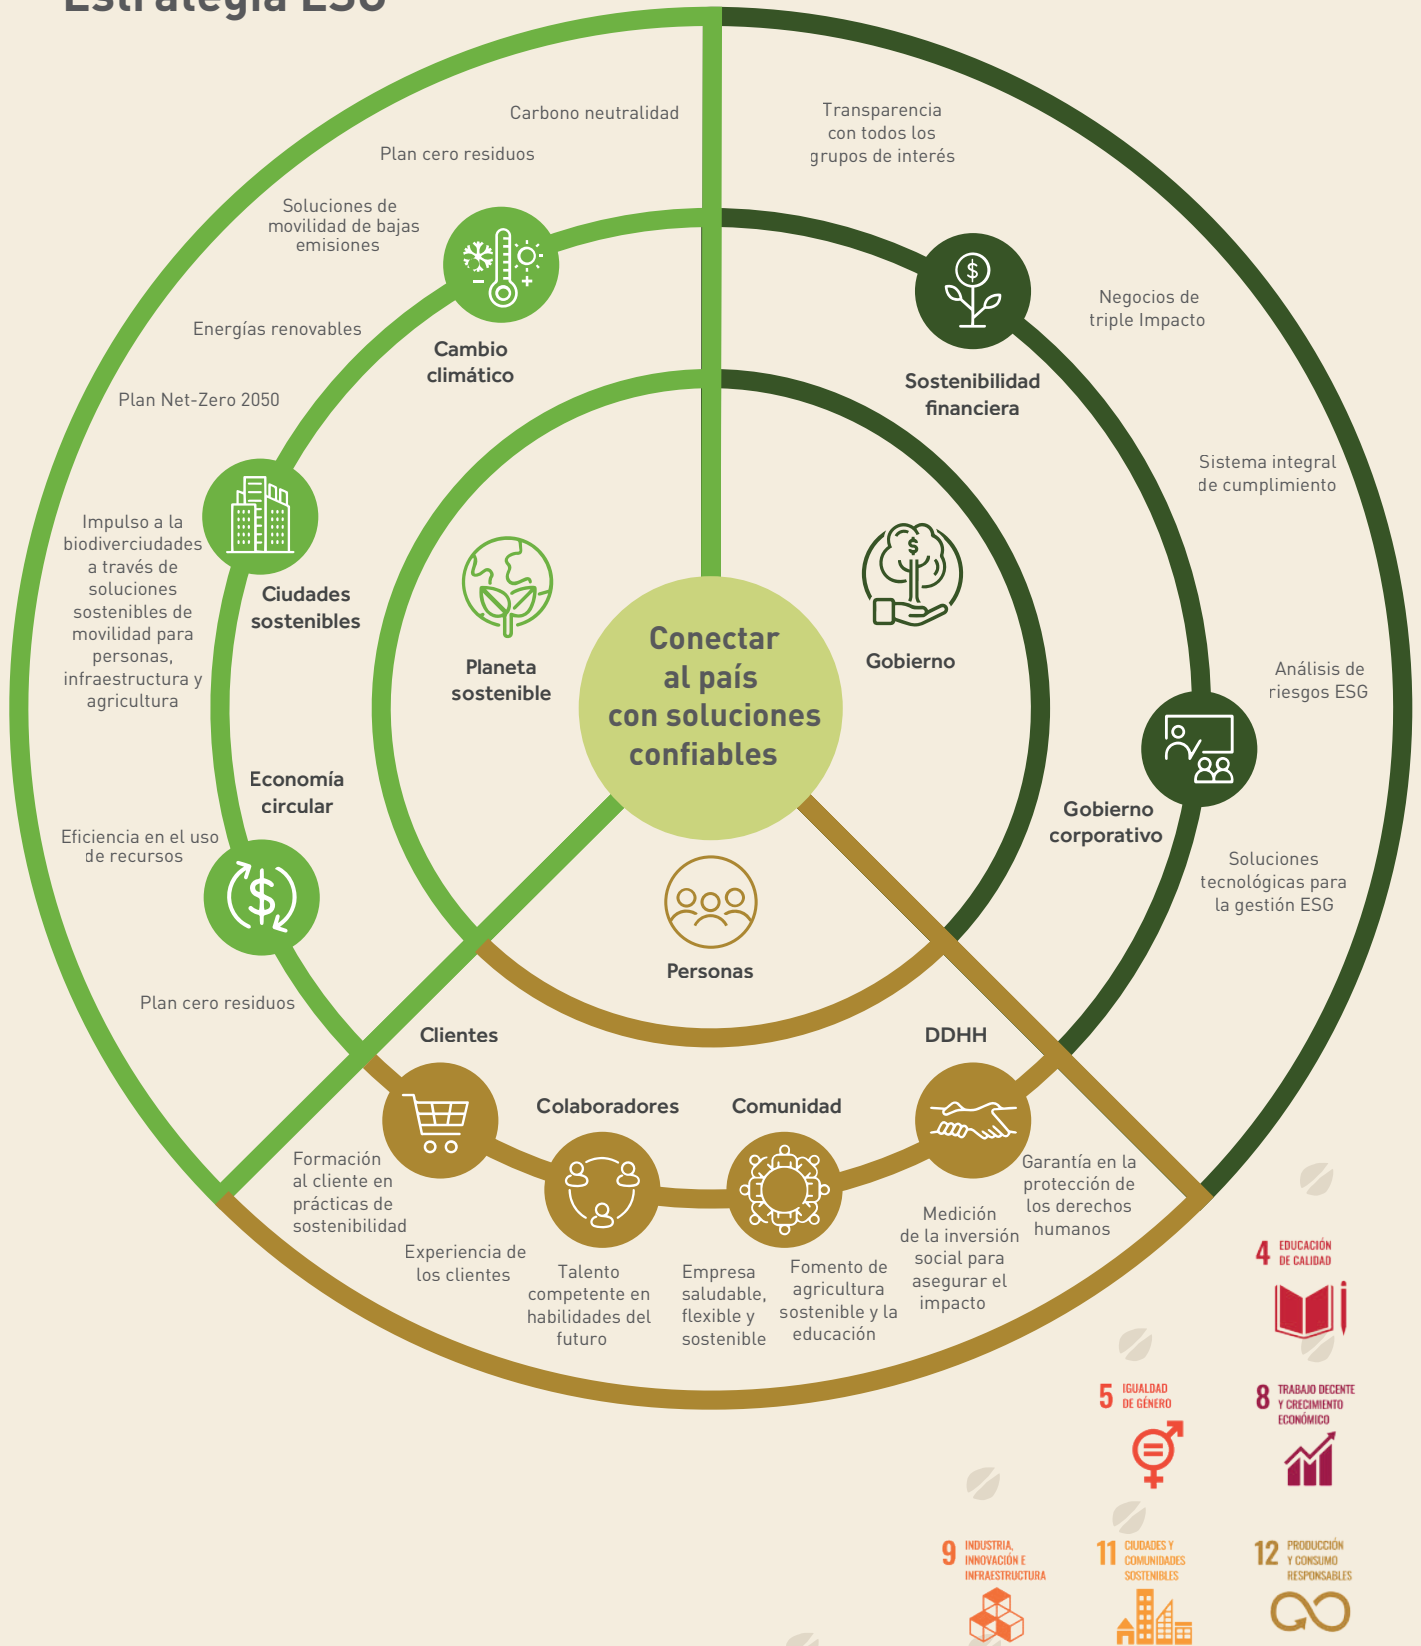 Estrategia ESG
Carbono neutralidad
Plan cero residuos
Soluciones de
movilidad de bajas
emisiones
Energías renovables
Plan Net-Zero 2050
Impulso a la
biodiverciudades
a través de
soluciones
sostenibles de
movilidad para
personas,
infraestructura y
agricultura
Eficiencia en el uso
de recursos
Plan cero residuos
Cambio
climático
Ciudades
sostenibles
Economía
circular
Planeta
sostenible
Conectar
al país
con soluciones
confiables
Gobierno
Personas
Transparencia
con todos los
grupos de interés
Negocios de
triple Impacto
Sistema integral
de cumplimiento
Análisis de
riesgos ESG
Soluciones
tecnológicas para
la gestión ESG
Sostenibilidad
financiera
Gobierno
corporativo
Clientes
Colaboradores
Comunidad
DDHH
Formación
al cliente en
prácticas de
sostenibilidad
Experiencia de
los clientes
Talento
competente en
habilidades del
futuro
Empresa
saludable,
flexible y
sostenible
Fomento de
agricultura
sostenible y la
educación
Medición
de la inversión
social para
asegurar el
impacto
Garantía en la
protección de
los derechos
humanos
4 EDUCACIÓN
DE CALIDAD
5 IGUALDAD
DE GÉNERO
8 TRABAJO DECENTE
Y CRECIMIENTO
ECONÓMICO
9 INDUSTRIA,
INNOVACIÓN E
INFRAESTRUCTURA
11 CIUDADES Y
COMUNIDADES
SOSTENIBLES
12 PRODUCCIÓN
Y CONSUMO
RESPONSABLES